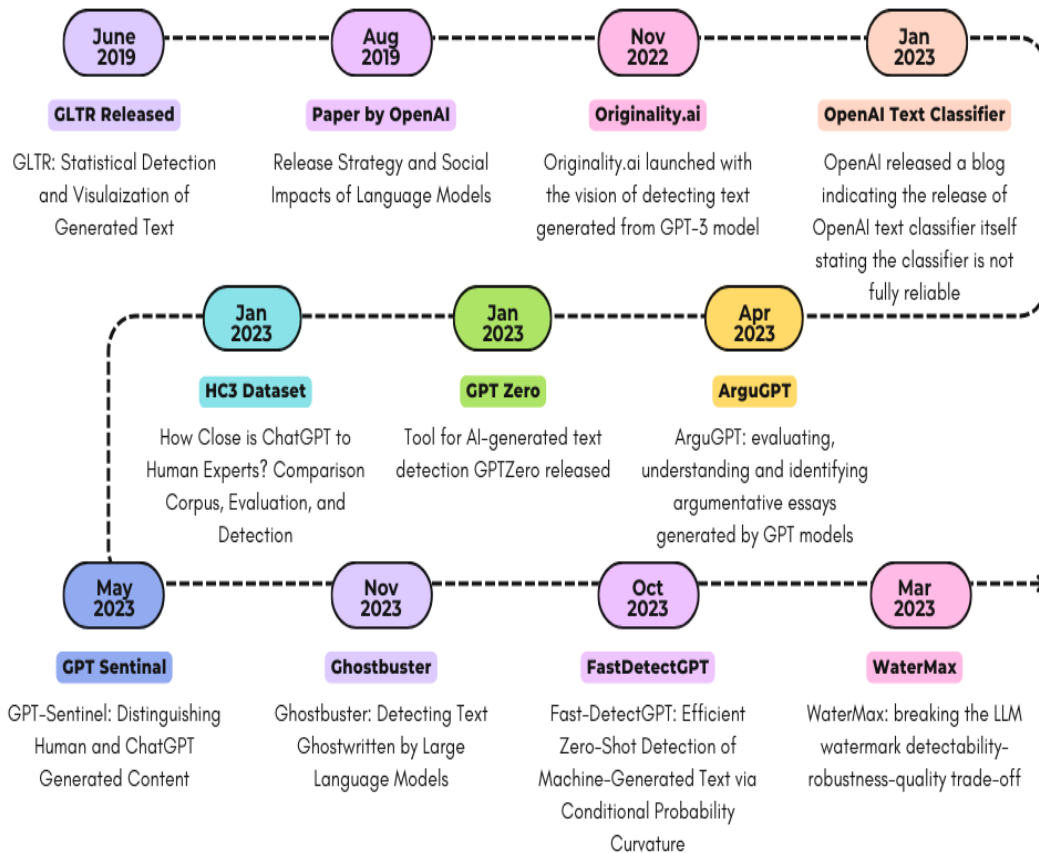 June
2019
GLTR Released
GLTR: Statistical Detection
and Visulaization of
Generated Text
Aug
2019
Paper by OpenAI
Release Strategy and Social
Impacts of Language Models
Nov
2022
Originality.ai
Originality.ai launched with
the vision of detecting text
generated from GPT-3 model
Jan
2023
OpenAI Text Classifier
OpenAI released a blog
indicating the release of
OpenAI text classifier itself
stating the classifier is not
fully reliable
Jan
2023
HC3 Dataset
How Close is ChatGPT to
Human Experts? Comparison
Corpus, Evaluation, and
Detection
Jan
2023
GPT Zero
Tool for AI-generated text
detection GPTZero released
Apr
2023
ArguGPT
ArguGPT: evaluating,
understanding and identifying
argumentative essays
generated by GPT models
May
2023
GPT Sentinal
GPT-Sentinel: Distinguishing
Human and ChatGPT
Generated Content
Nov
2023
Ghostbuster
Ghostbuster: Detecting Text
Ghostwritten by Large
Language Models
Oct
2023
FastDetectGPT
Fast-DetectGPT: Efficient
Zero-Shot Detection of
Machine-Generated Text via
Conditional Probability
Curvature
Mar
2023
WaterMax
WaterMax: breaking the LLM
watermark detectability-
robustness-quality trade-off